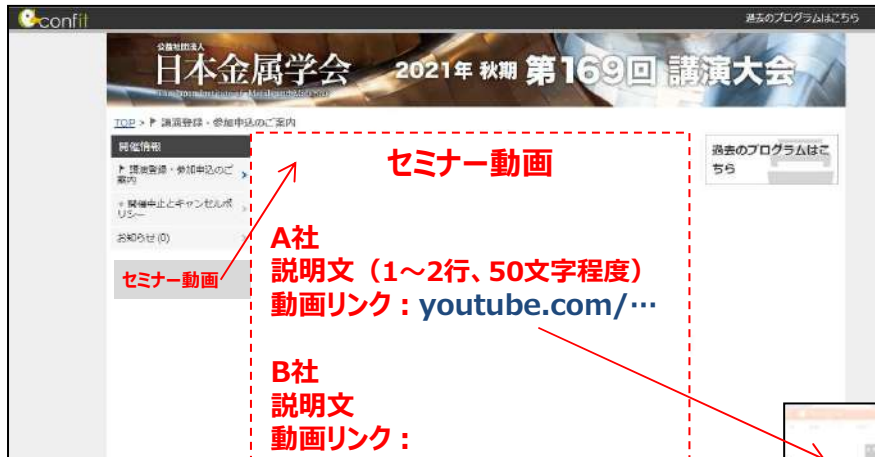 confit
過去のプログラムはこちら
公益社団法人
日本金属学会
2021年 秋期 第169回 講演大会
TOP > ┣ 講演登録・参加申込のご案内
開催情報
┣ 講演登録・参加申込のご
案内
+ 開催中止とキャンセルポ
リシー
お知らせ (0)
セミナー動画
セミナー動画
A社
説明文（1～2行、50文字程度）
動画リンク：youtube.com/…
B社
説明文
動画リンク：
過去のプログラムはこ
ちら